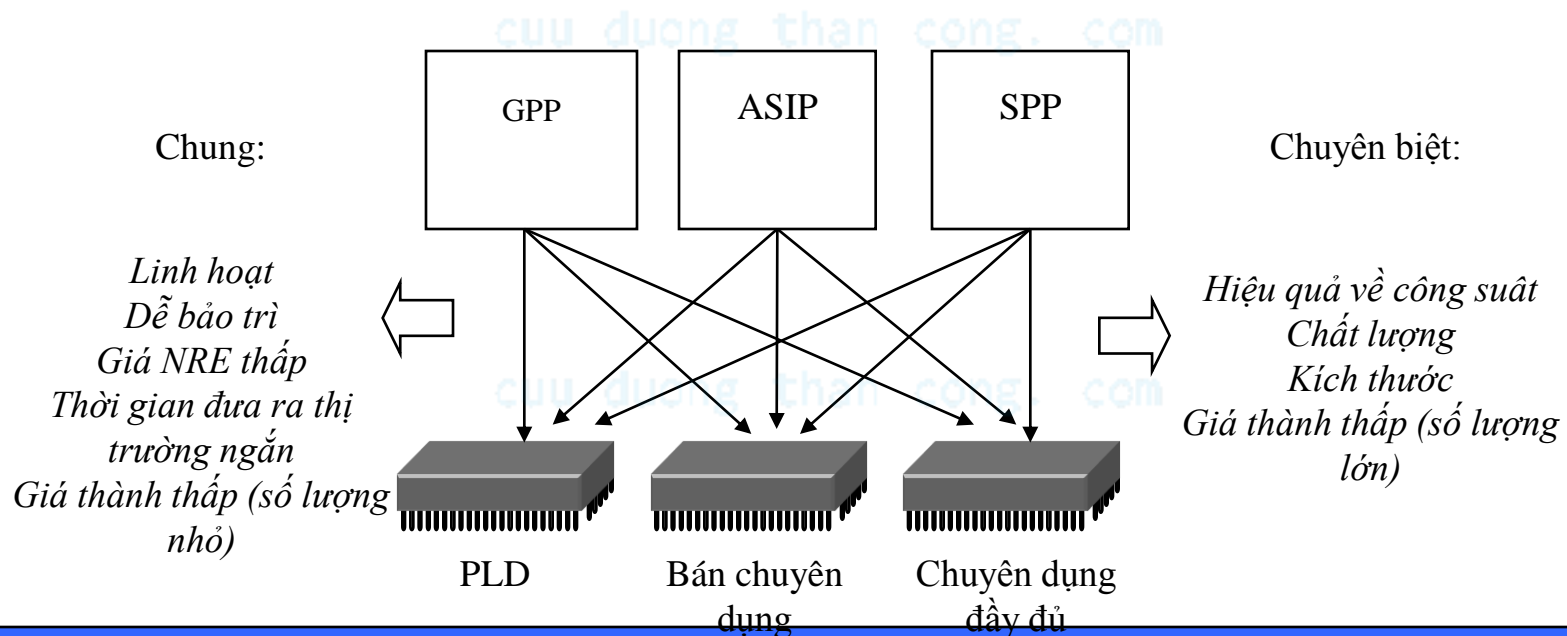 cuu duong than cong. com
GPP
ASIP
SPP
Chung:
Chuyên biệt:
Linh hoạt
Dễ bảo trì
Giá NRE thấp
Thời gian đưa ra thị
trường ngắn
Giá thành thấp (số lượng
nhỏ)
Hiệu quả về công suât
Chất lượng
Kích thước
Giá thành thấp (số lượng
lớn)
cuu duong than cong. com
PLD
Bán chuyên
dụng
Chuyên dụng
đầy đủ